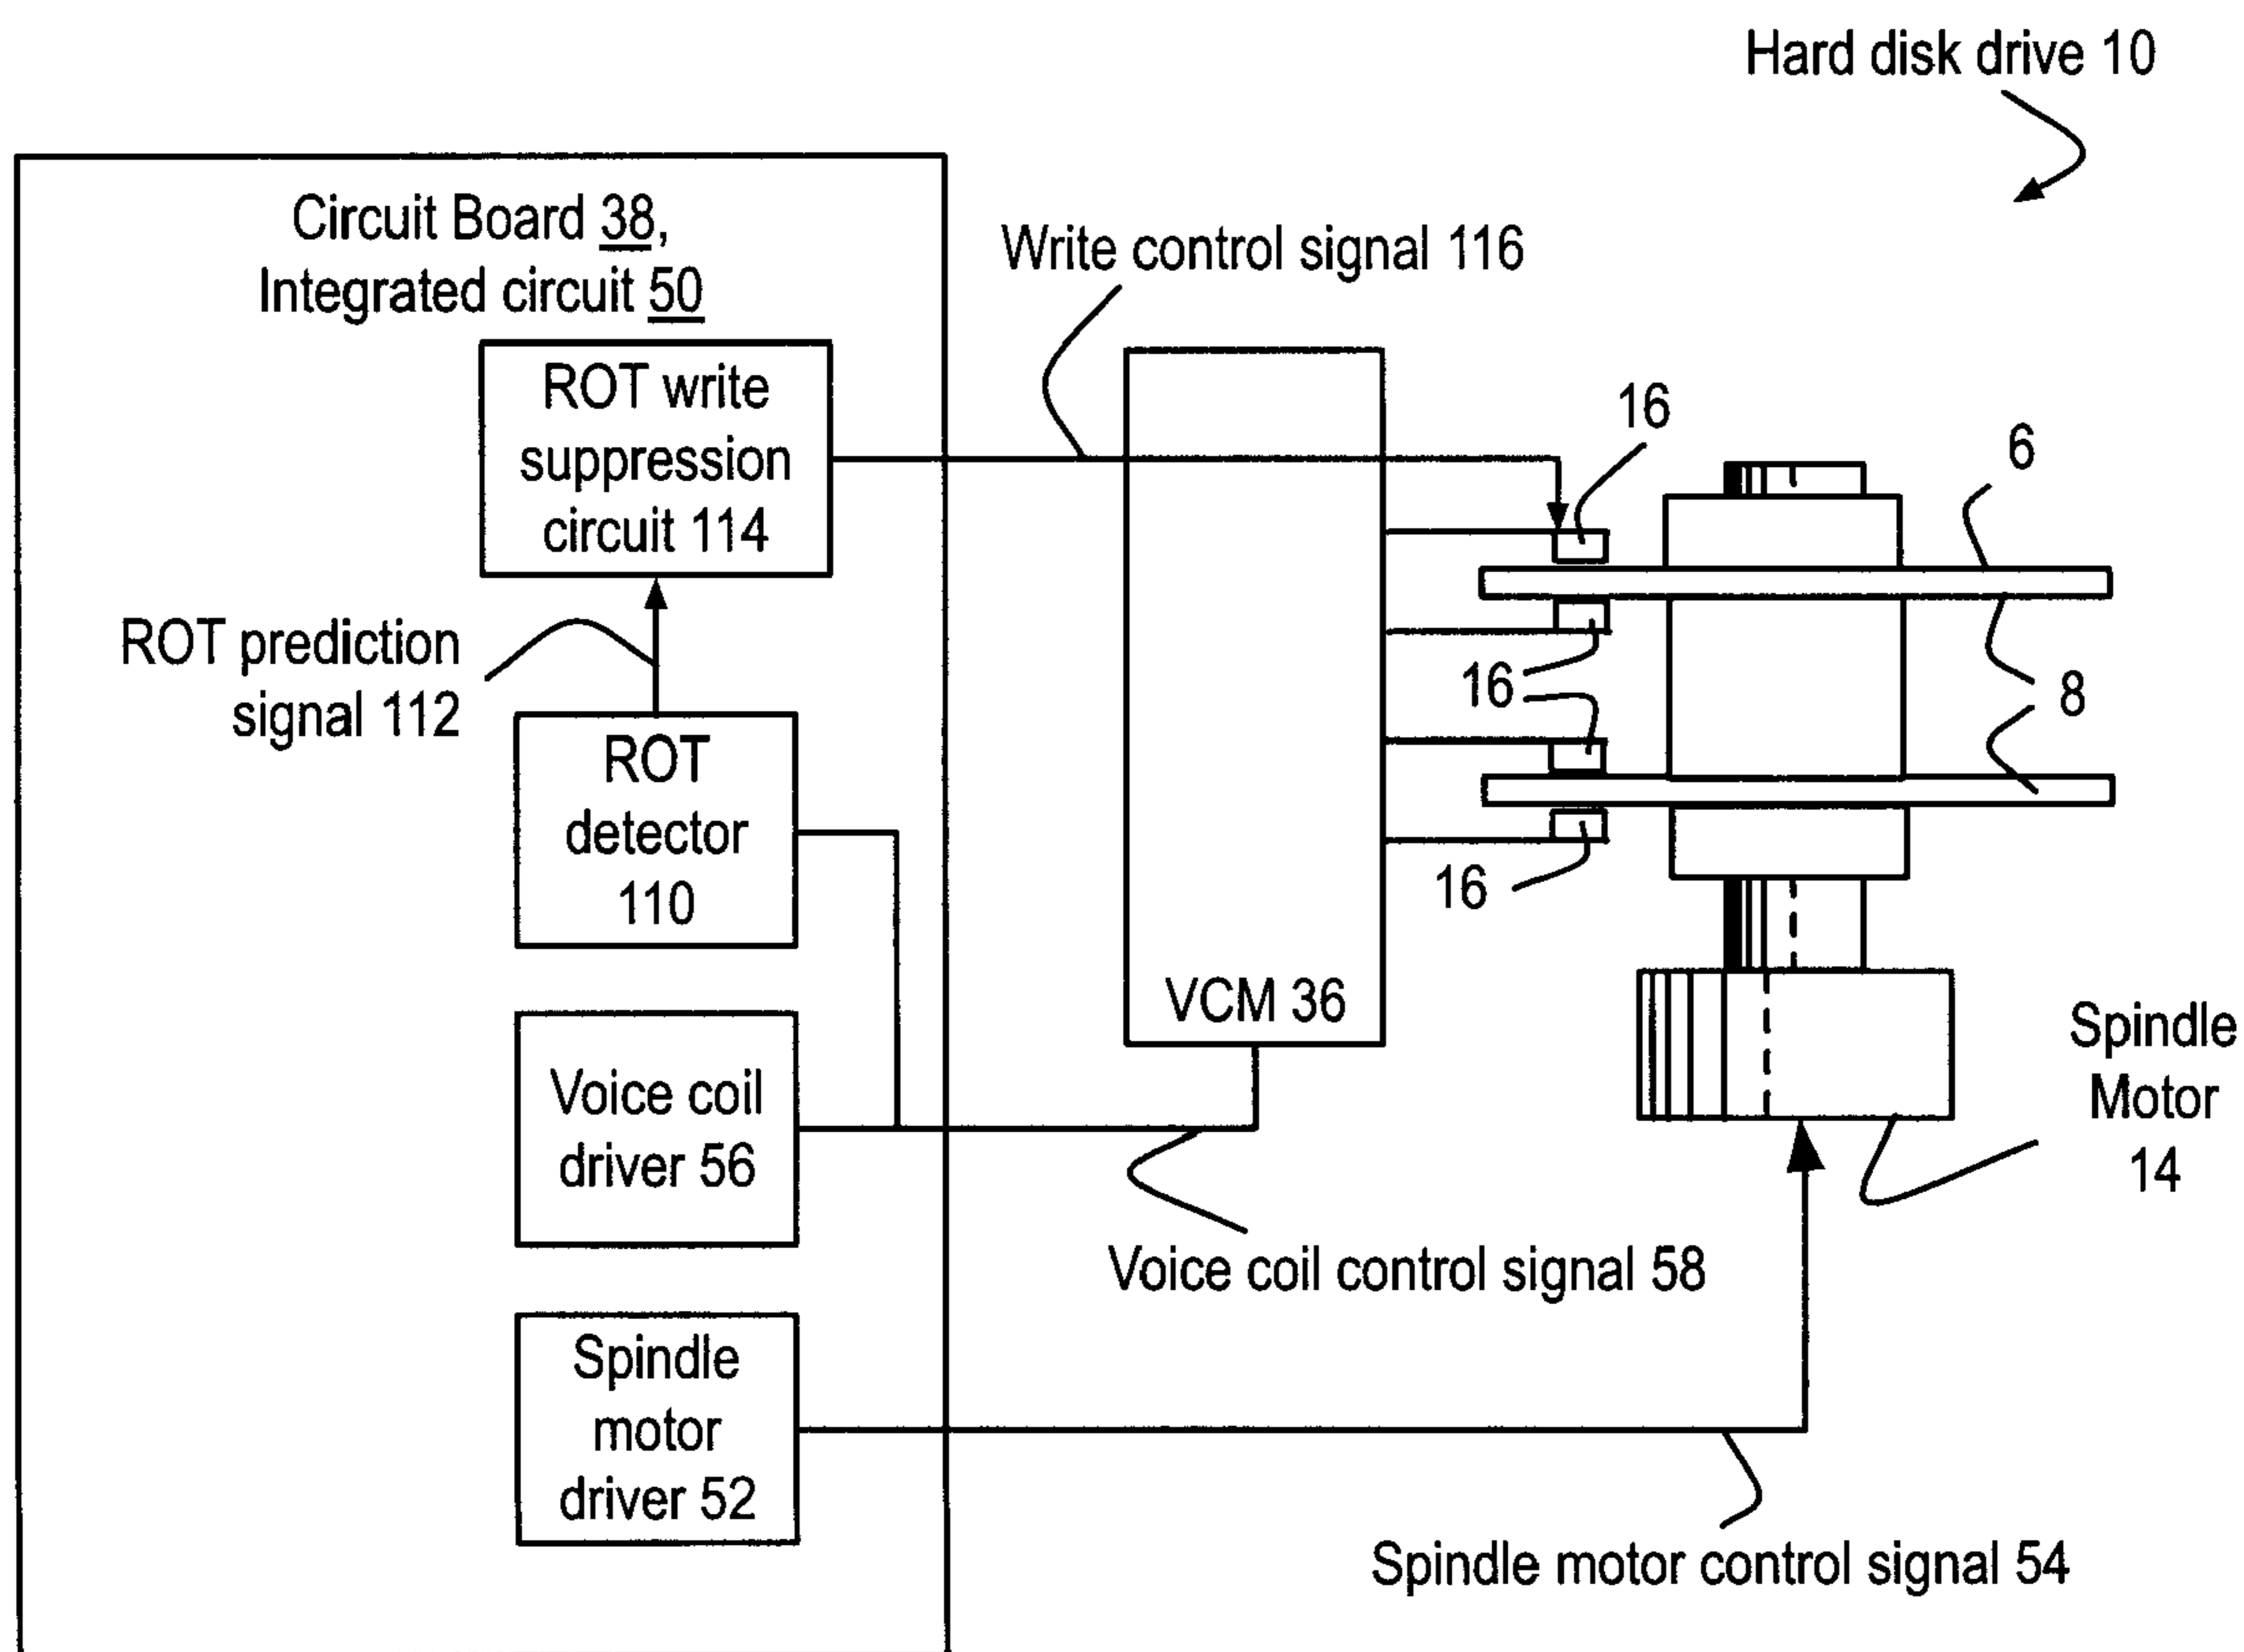 Hard disk drive 10
Circuit Board 38,
Integrated circuit 50
Write control signal 116
ROT write
suppression
circuit 114
16
6
ROT prediction
signal 112
16
8
ROT
detector
110
16
VCM 36
Spindle
Motor
14
Voice coil
driver 56
Voice coil control signal 58
Spindle
motor
driver 52
Spindle motor control signal 54